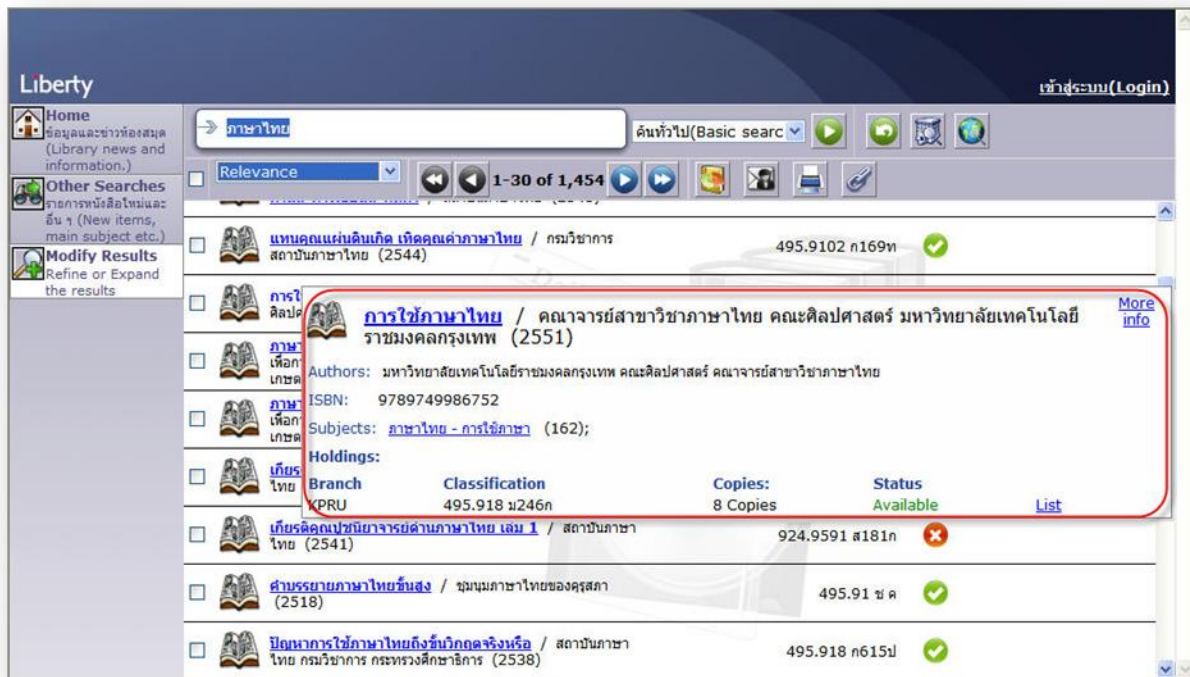 Liberty
เข้าสู่ระบบ(Login)
Home
ข้อมูลและข่าวห้องสมุด
(Library news and
information.)
Other Searches
รายการหนังสือใหม่และ
อื่น ๆ (New items,
main subject etc.)
Modify Results
Refine or Expand
the results
ภาษาไทย
ค้นทั่วไป(Basic searc
Relevance
1-30 of 1,454
แทนคุณแผ่นดินเกิด เทิดคุณค่าภาษาไทย / กรมวิชาการ
สถาบันภาษาไทย (2544)
495.9102 ก169ท
การใช้ภาษาไทย / คณาจารย์สาขาวิชาภาษาไทย คณะศิลปศาสตร์ มหาวิทยาลัยเทคโนโลยี
ราชมงคลกรุงเทพ (2551)
More
info
Authors: มหาวิทยาลัยเทคโนโลยีราชมงคลกรุงเทพ คณะศิลปศาสตร์ คณาจารย์สาขาวิชาภาษาไทย
ISBN: 9789749986752
Subjects: ภาษาไทย - การใช้ภาษา (162);
Holdings:
Branch Classification Copies: Status
KPRU 495.918 ม246ก 8 Copies Available List
เกียรติคุณปูชนียาจารย์ด้านภาษาไทย เล่ม 1 / สถาบันภาษา
ไทย (2541)
924.9591 ส181ก
คำบรรยายภาษาไทยชั้นสูง / ชุมนุมภาษาไทยของคุรุสภา
(2518)
495.91 ช ค
ปัญหาการใช้ภาษาไทยถึงขั้นวิกฤตจริงหรือ / สถาบันภาษา
ไทย กรมวิชาการ กระทรวงศึกษาธิการ (2538)
495.918 ก615ป